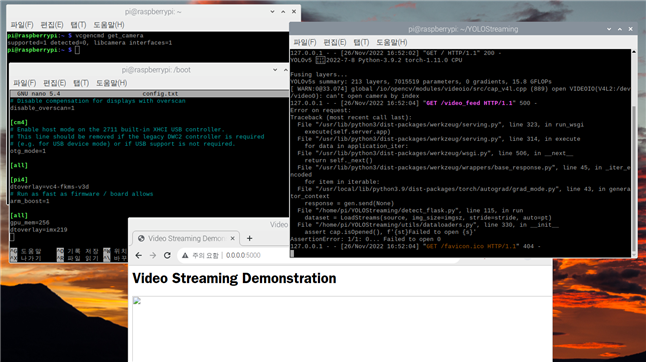 pi@raspberrypi: ~
파일(F) 편집(E) 탭(T) 도움말(H)
pi@raspberrypi:~ $ vcgencmd get_camera
supported=1 detected=0, libcamera interfaces=1
pi@raspberrypi:~ $
pi@raspberrypi: /boot
파일(F) 편집(E) 탭(T) 도움말(H)
GNU nano 5.4 config.txt
# Disable compensation for displays with overscan
disable_overscan=1
[cm4]
# Enable host mode on the 2711 built-in XHCI USB controller.
# This line should be removed if the legacy DWC2 controller is required
# (e.g. for USB device mode) or if USB support is not required.
otg_mode=1
[all]
[pi4]
dtoverlay=vc4-fkms-v3d
# Run as fast as firmware / board allows
arm_boost=1
[all]
gpu_mem=256
dtoverlay=imx219
^G 도움말 ^O 기록 저장 ^W 위치
^X 나가기 ^R 파일 읽기 ^\ 바꾸
pi@raspberrypi: ~/YOLOStreaming
파일(F) 편집(E) 탭(T) 도움말(H)
127.0.0.1 - - [26/Nov/2022 16:52:04] "GET / HTTP/1.1" 200 -
YOLOv5 2022-7-8 Python-3.9.2 torch-1.11.0 CPU
Fusing layers...
YOLOv5s summary: 213 layers, 7015519 parameters, 0 gradients, 15.8 GFLOPs
[ WARN:0@33.074] global /io/opencv/modules/videoio/src/cap_v4l.cpp (889) open VIDEOIO(V4L2:/dev
/video0): can't open camera by index
127.0.0.1 - - [26/Nov/2022 16:52:04] "GET /video_feed HTTP/1.1" 500 -
Error on request:
Traceback (most recent call last):
File "/usr/lib/python3/dist-packages/werkzeug/serving.py", line 323, in run_wsgi
execute(self.server.app)
File "/usr/lib/python3/dist-packages/werkzeug/serving.py", line 314, in execute
for data in application_iter:
File "/usr/lib/python3/dist-packages/werkzeug/wsgi.py", line 506, in __next__
return self._next()
File "/usr/lib/python3/dist-packages/werkzeug/wrappers/base_response.py", line 45, in _iter_e
ncoded
for item in iterable:
File "/usr/local/lib/python3.9/dist-packages/torch/autograd/grad_mode.py", line 43, in genera
tor_context
response = gen.send(None)
File "/home/pi/YOLOStreaming/detect_flask.py", line 115, in run
dataset = LoadStreams(source, img_size=imgsz, stride=stride, auto=pt)
File "/home/pi/YOLOStreaming/utils/dataloaders.py", line 330, in __init__
assert cap.isOpened(), f'{st}Failed to open {s}'
AssertionError: 1/1: 0... Failed to open 0
127.0.0.1 - - [26/Nov/2022 16:52:04] "GET /favicon.ico HTTP/1.1" 404 -
Video
Video Streaming Demons
주의 요함 0.0.0.0:5000
Video Streaming Demonstration